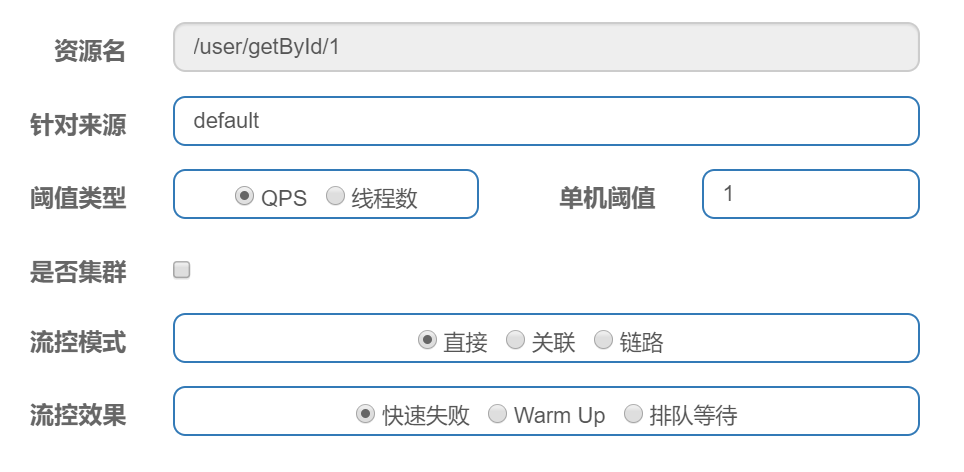 资源名 /user/getById/1
针对来源 default
阈值类型 QPS 线程数 单机阈值 1
是否集群
流控模式 直接 关联 链路
流控效果 快速失败 Warm Up 排队等待